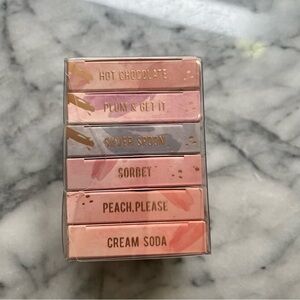 HOT CHOCOLATE
PLUM & GET IT
SILVER SPOON
SORBET
PEACH, PLEASE
CREAM SODA